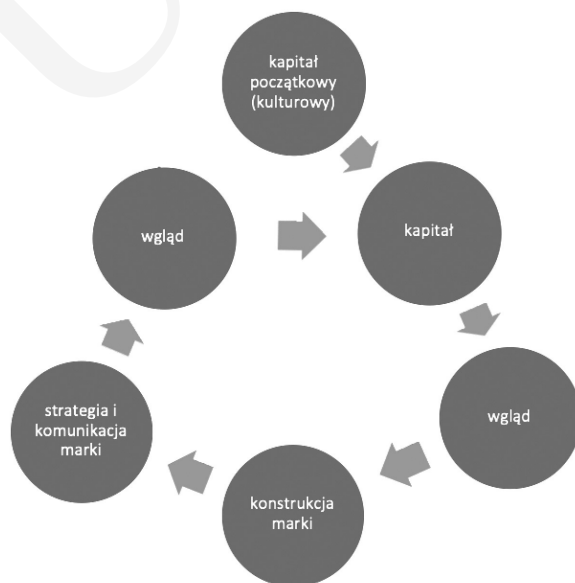 kapitał
początkowy
(kulturowy)
kapitał
wgląd
konstrukcja
marki
strategia i
komunikacja
marki
wgląd